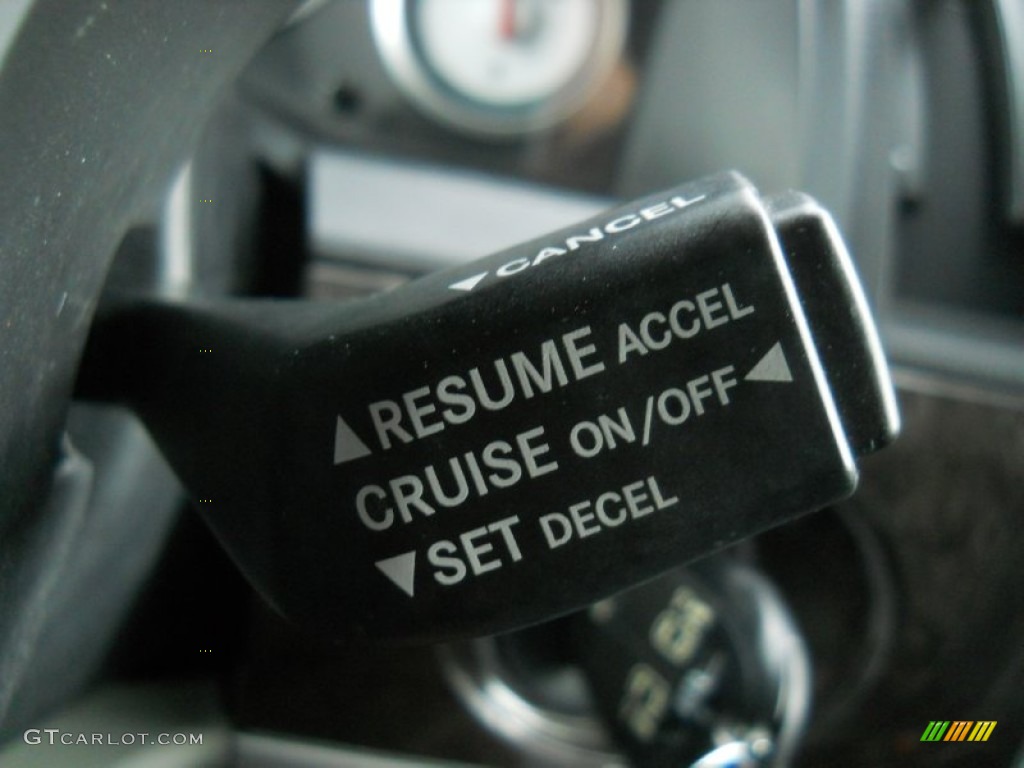 ◀CANCEL
▲RESUME ACCEL
CRUISE ON/OFF◀
▼SET DECEL
GTCARLOT.COM